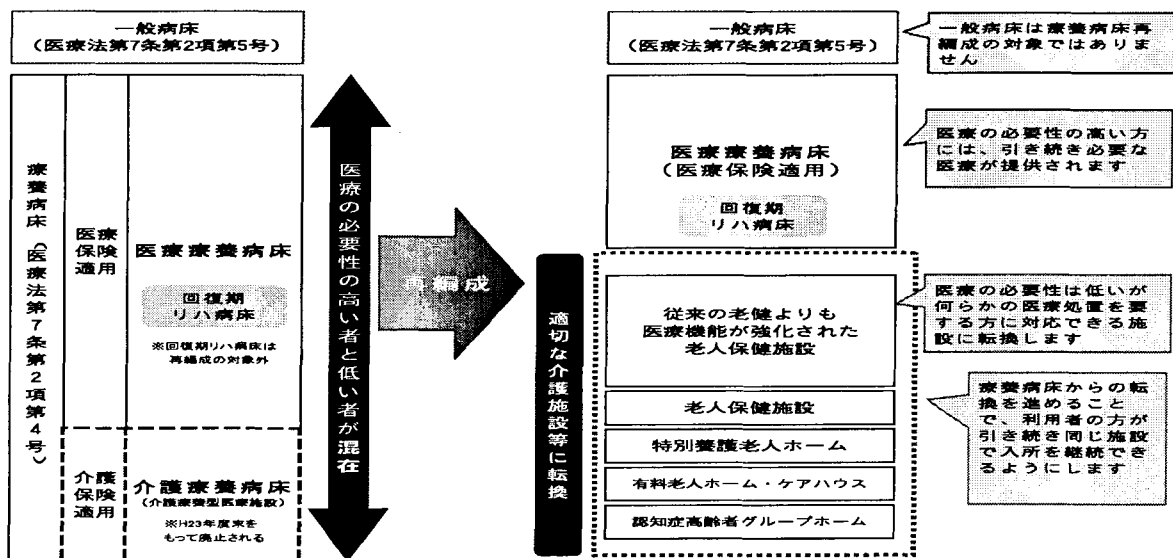 一般病床
(医療法第7条第2項第5号)
療養病床(医療法第7条第2項第4号)
医療
保険
適用
医療療養病床
回復期
リハ病床
※回復期リハ病床は
再編成の対象外
介護
保険
適用
介護療養病床
(介護療養型医療施設)
※H23年度末を
もって廃止される
医療の必要性の高い者と低い者が混在
再編成
一般病床
(医療法第7条第2項第5号)
医療療養病床
(医療保険適用)
回復期
リハ病床
適切な介護施設等に転換
従来の老健よりも
医療機能が強化された
老人保健施設
老人保健施設
特別養護老人ホーム
有料老人ホーム・ケアハウス
認知症高齢者グループホーム
一般病床は療養病床再
編成の対象ではありま
せん
医療の必要性の高い方
には、引き続き必要な
医療が提供されます
医療の必要性は低いが
何らかの医療処置を要
する方に対応できる施
設に転換します
療養病床からの転
換を進めること
で、利用者の方が
引き続き同じ施設
で入所を継続でき
るようにします